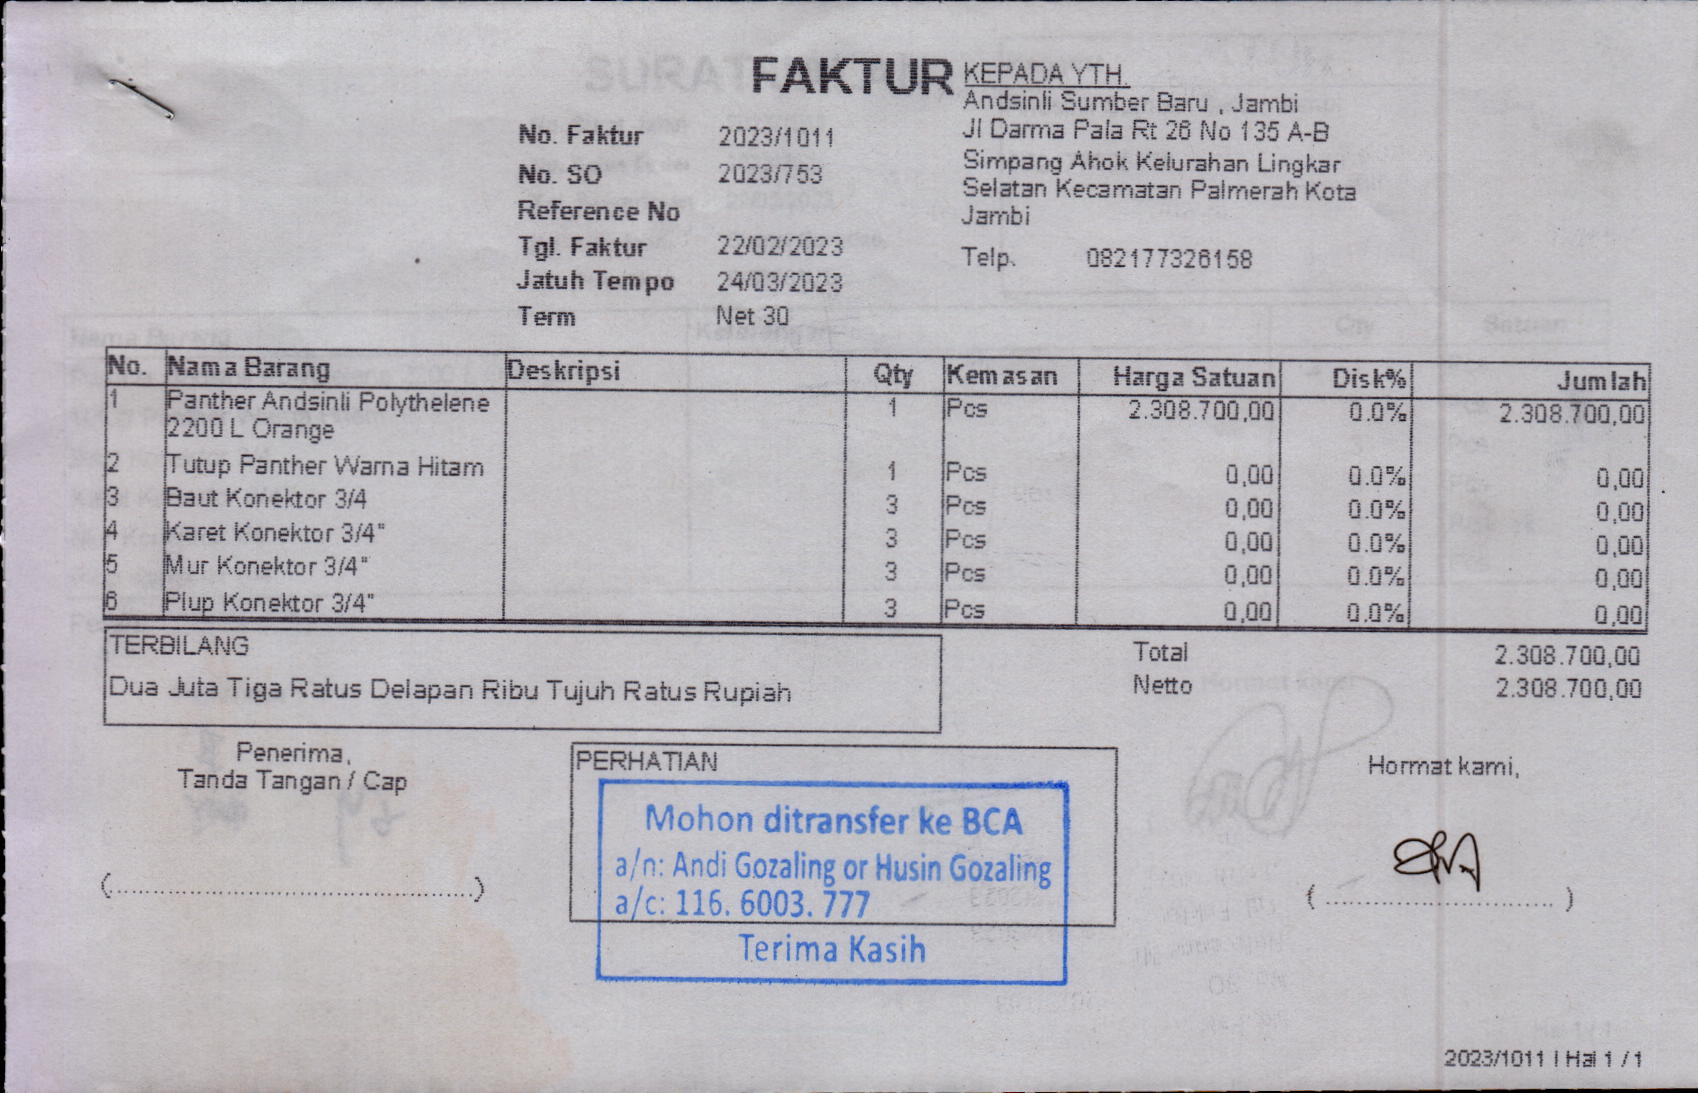 FAKTUR
No. Faktur 2023/1011
No. SO 2023/753
Reference No
Tgl. Faktur 22/02/2023
Jatuh Tempo 24/03/2023
Term Net 30
KEPADA YTH.
Andsinli Sumber Baru , Jambi
Jl Darma Pala Rt 26 No 135 A-B
Simpang Ahok Kelurahan Lingkar
Selatan Kecamatan Palmerah Kota
Jambi
Telp. 082177326158
No. Nama Barang Deskripsi Qty Kemasan Harga Satuan Disk% Jumlah
1 Panther Andsinli Polythelene 1 Pcs 2.308.700,00 0.0% 2.308.700,00
2200 L Orange
2 Tutup Panther Warna Hitam 1 Pcs 0,00 0.0% 0,00
3 Baut Konektor 3/4 3 Pcs 0,00 0.0% 0,00
4 Karet Konektor 3/4" 3 Pcs 0,00 0.0% 0,00
5 Mur Konektor 3/4" 3 Pcs 0,00 0.0% 0,00
6 Plup Konektor 3/4" 3 Pcs 0,00 0.0% 0,00
TERBILANG
Dua Juta Tiga Ratus Delapan Ribu Tujuh Ratus Rupiah
Total 2.308.700,00
Netto 2.308.700,00
Penerima,
Tanda Tangan / Cap
(................................................)
PERHATIAN
Mohon ditransfer ke BCA
a/n: Andi Gozaling or Husin Gozaling
a/c: 116. 6003. 777
Terima Kasih
Hormat kami,
( .............................. )
2023/1011 | Hal 1 / 1